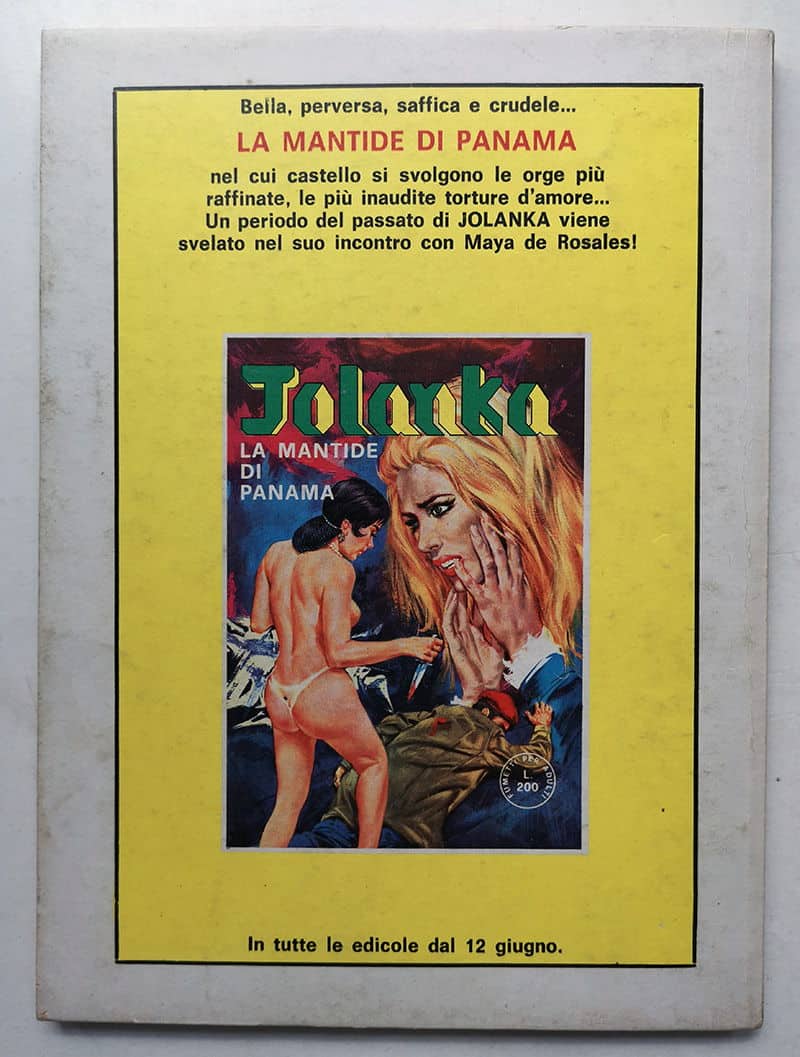 Bella, perversa, saffica e crudele...
LA MANTIDE DI PANAMA
nel cui castello si svolgono le orge più
raffinate, le più inaudite torture d'amore...
Un periodo del passato di JOLANKA viene
svelato nel suo incontro con Maya de Rosales!
Jolanka
LA MANTIDE
DI
PANAMA
FUMETTI PER ADULTI
L.
200
In tutte le edicole dal 12 giugno.